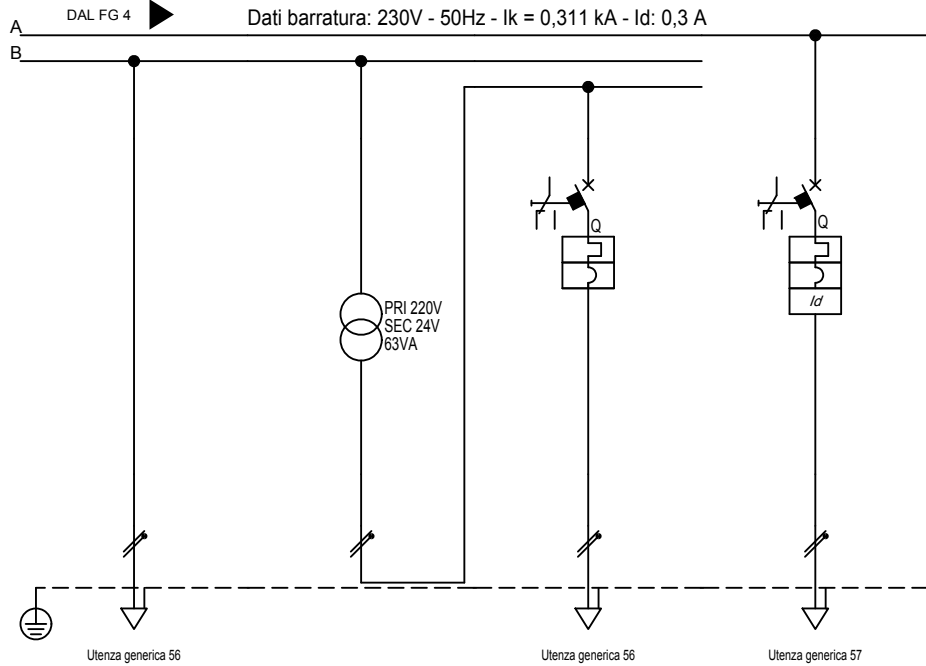 DAL FG 4
Dati barratura: 230V - 50Hz - Ik = 0,311 kA - Id: 0,3 A
A
B
Q
Q
Id
PRI 220V
SEC 24V
63VA
Utenza generica 56
Utenza generica 56
Utenza generica 57